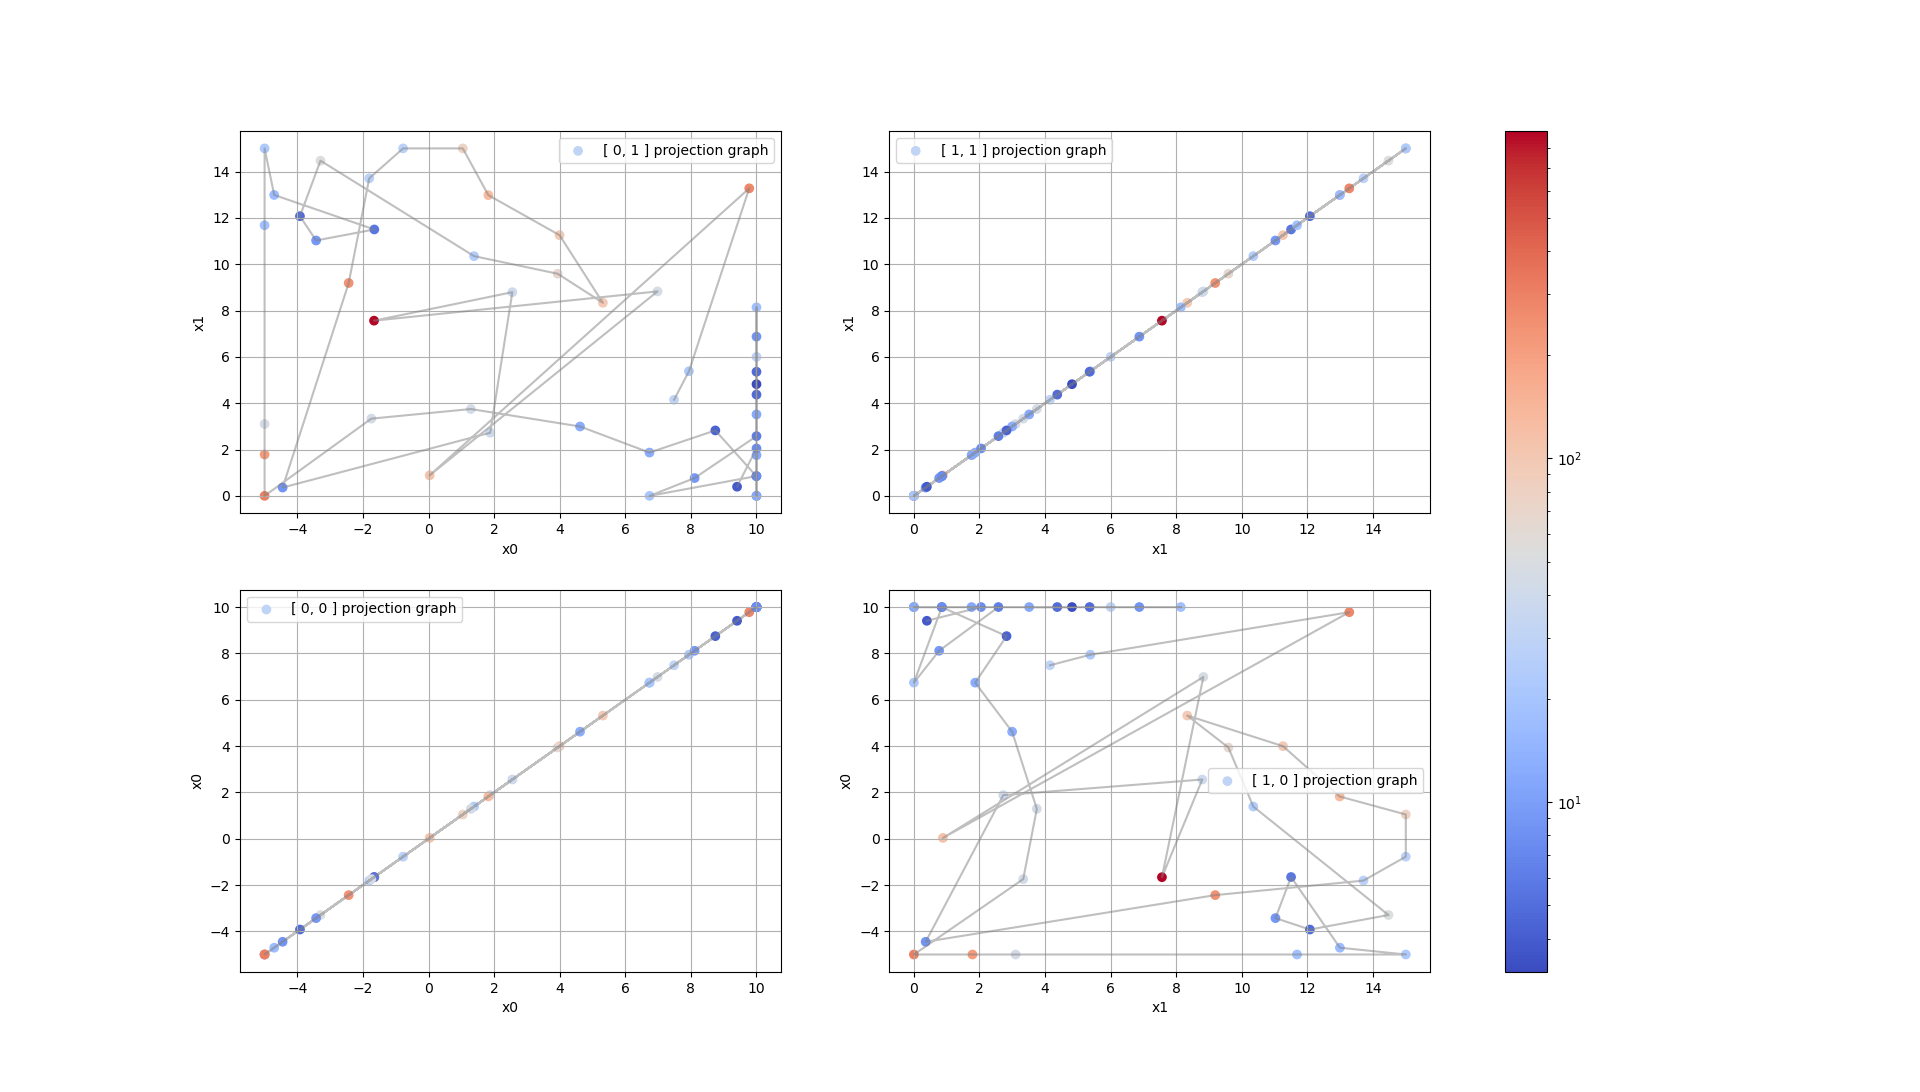 [ 0, 1 ] projection graph
14
12
10
8
6
4
2
0
x1
−4 −2 0 2 4 6 8 10
x0
[ 1, 1 ] projection graph
14
12
10
8
6
4
2
0
x1
0 2 4 6 8 10 12 14
x1
[ 0, 0 ] projection graph
10
8
6
4
2
0
−2
−4
x0
−4 −2 0 2 4 6 8 10
x0
[ 1, 0 ] projection graph
10
8
6
4
2
0
−2
−4
x0
0 2 4 6 8 10 12 14
x1
10²
10¹